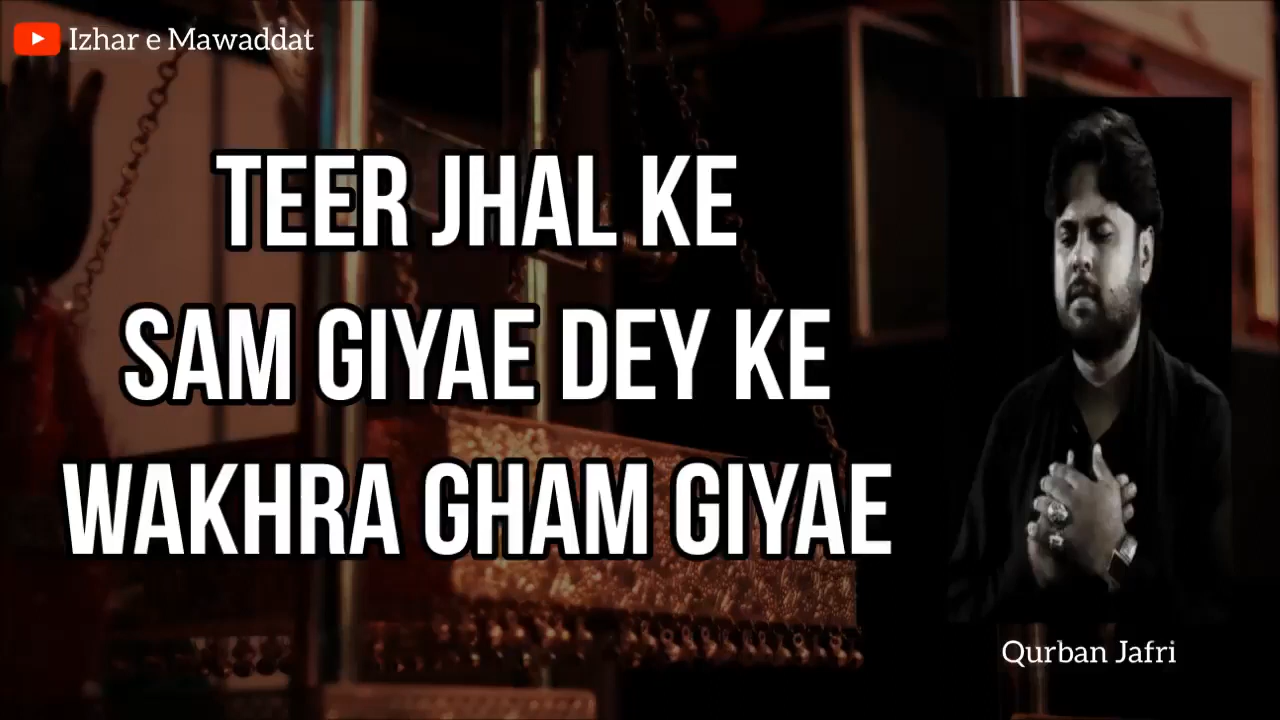 Izhar e Mawaddat
TEER JHAL KE
SAM GIYAE DEY KE
WAKHRA GHAM GIYAE
Qurban Jafri